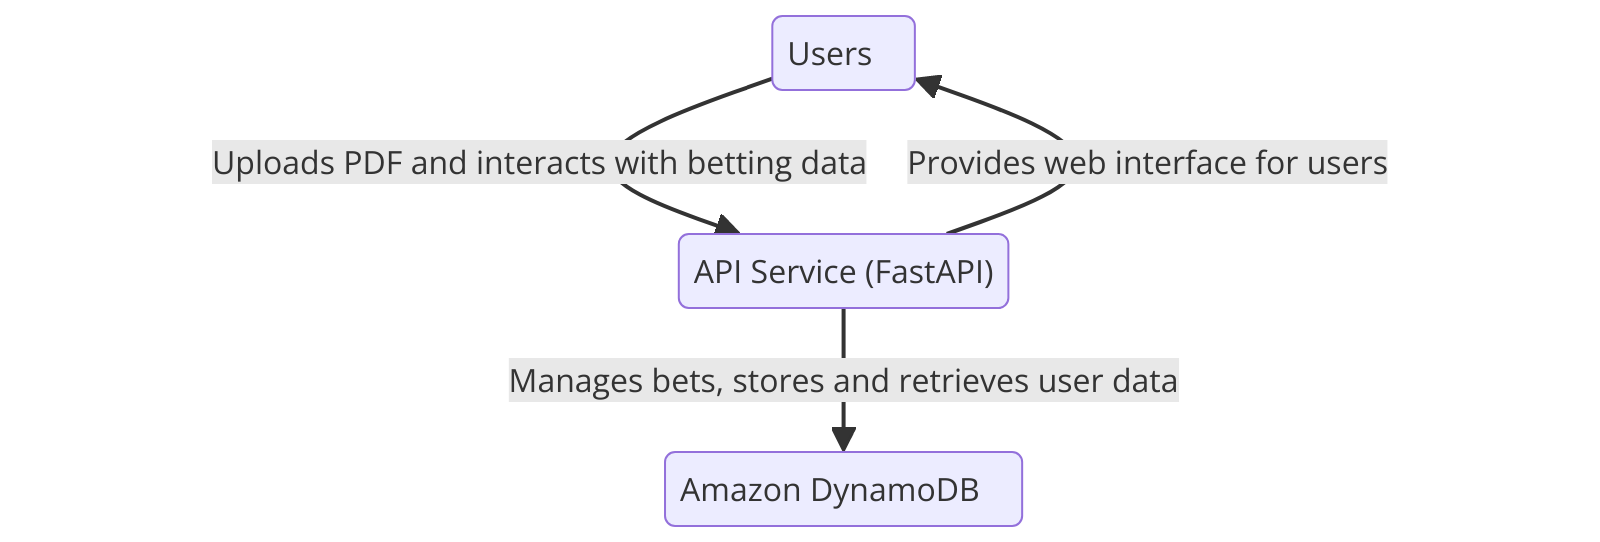 Users
Uploads PDF and interacts with betting data
Provides web interface for users
API Service (FastAPI)
Manages bets, stores and retrieves user data
Amazon DynamoDB